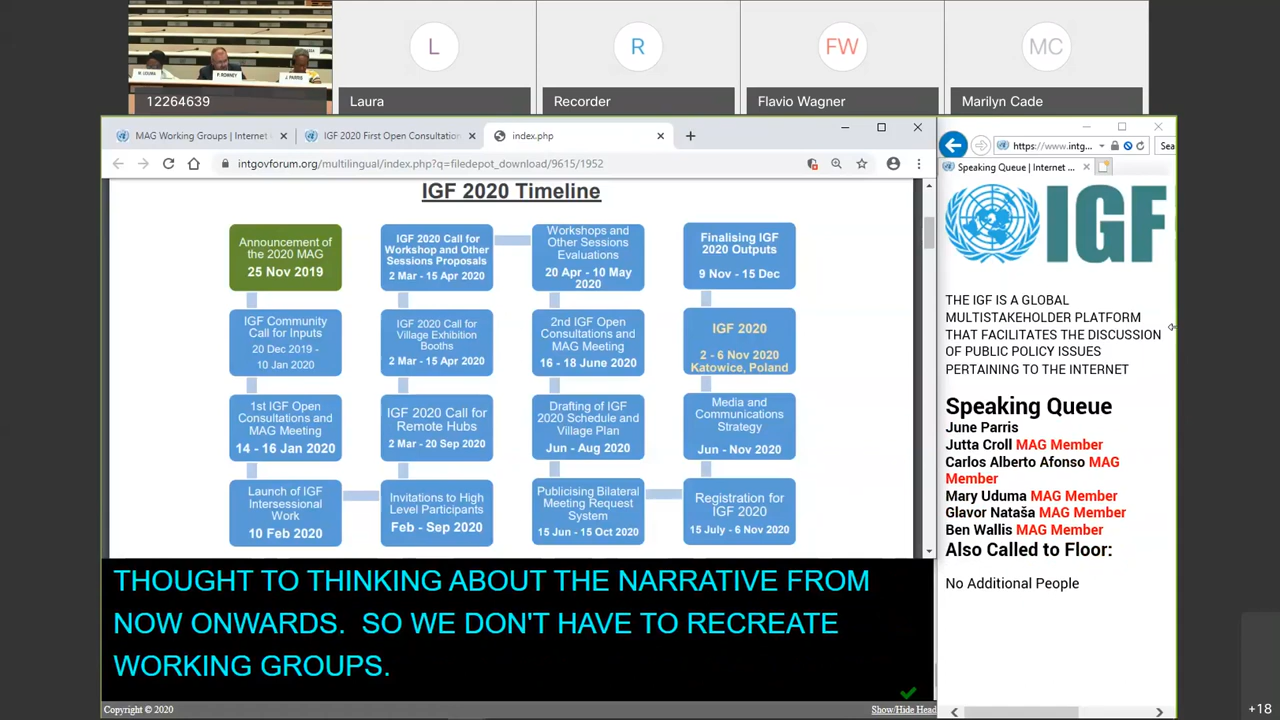 M. UDUMA
P. ROWNEY
J. PARRIS
12264639
L
Laura
R
Recorder
FW
Flavio Wagner
MC
Marilyn Cade
MAG Working Groups | Internet
IGF 2020 First Open Consultation
index.php
intgovforum.org/multilingual/index.php?q=filedepot_download/9615/1952
IGF 2020 Timeline
Announcement of
the 2020 MAG
25 Nov 2019
IGF Community
Call for Inputs
20 Dec 2019 -
10 Jan 2020
1st IGF Open
Consultations and
MAG Meeting
14 - 16 Jan 2020
Launch of IGF
Intersessional
Work
10 Feb 2020
IGF 2020 Call for
Workshop and Other
Sessions Proposals
2 Mar - 15 Apr 2020
IGF 2020 Call for
Village Exhibition
Booths
2 Mar - 15 Apr 2020
IGF 2020 Call for
Remote Hubs
2 Mar - 20 Sep 2020
Invitations to High
Level Participants
Feb - Sep 2020
Workshops and
Other Sessions
Evaluations
20 Apr - 10 May
2020
2nd IGF Open
Consultations and
MAG Meeting
16 - 18 June 2020
Drafting of IGF
2020 Schedule and
Village Plan
Jun - Aug 2020
Publicising Bilateral
Meeting Request
System
15 Jun - 15 Oct 2020
Finalising IGF
2020 Outputs
9 Nov - 15 Dec
IGF 2020
2 - 6 Nov 2020
Katowice, Poland
Media and
Communications
Strategy
Jun - Nov 2020
Registration for
IGF 2020
15 July - 6 Nov 2020
THOUGHT TO THINKING ABOUT THE NARRATIVE FROM
NOW ONWARDS.  SO WE DON'T HAVE TO RECREATE
WORKING GROUPS.
Copyright © 2020
Show/Hide Head
https://www.intg...
Sea
Speaking Queue | Internet ...
IGF
THE IGF IS A GLOBAL
MULTISTAKEHOLDER PLATFORM
THAT FACILITATES THE DISCUSSION
OF PUBLIC POLICY ISSUES
PERTAINING TO THE INTERNET
Speaking Queue
June Parris
Jutta Croll MAG Member
Carlos Alberto Afonso MAG
Member
Mary Uduma MAG Member
Glavor Nataša MAG Member
Ben Wallis MAG Member
Also Called to Floor:
No Additional People
+18